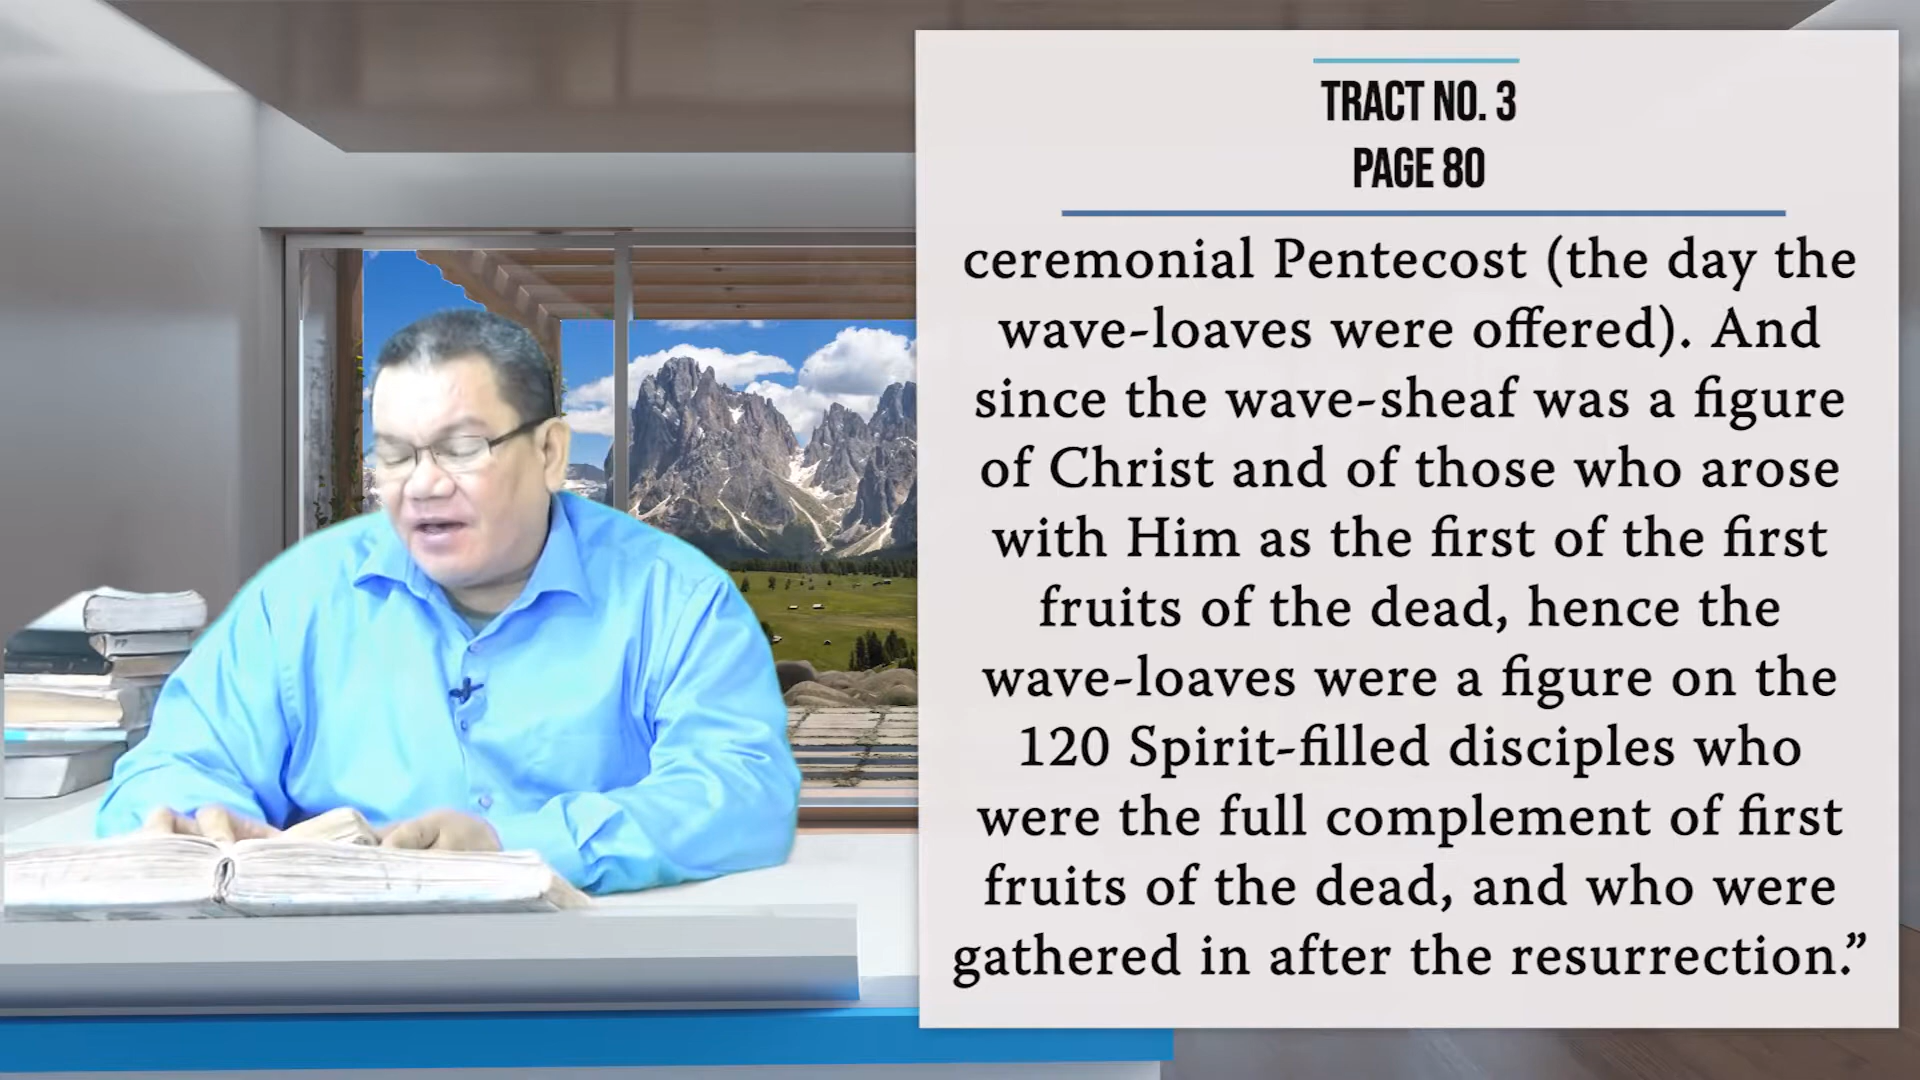 TRACT NO. 3
PAGE 80
ceremonial Pentecost (the day the
wave-loaves were offered). And
since the wave-sheaf was a figure
of Christ and of those who arose
with Him as the first of the first
fruits of the dead, hence the
wave-loaves were a figure on the
120 Spirit-filled disciples who
were the full complement of first
fruits of the dead, and who were
gathered in after the resurrection.”